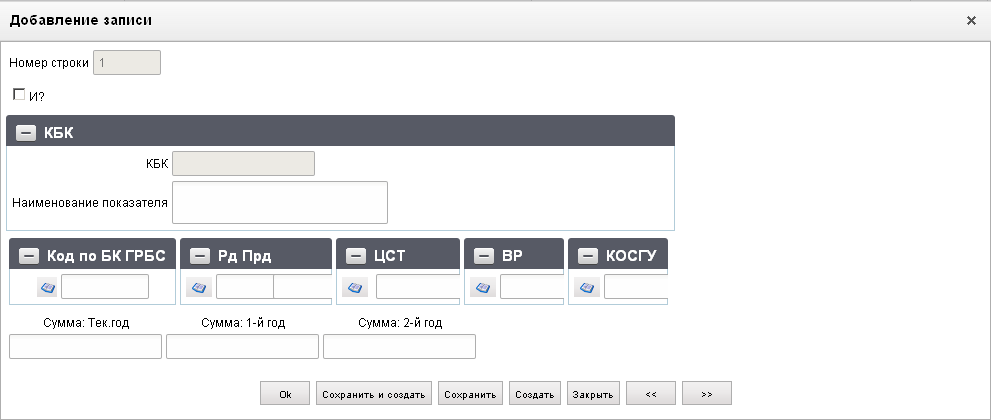 Добавление записи ×
Номер строки 1
И?
КБК
КБК
Наименование показателя
Код по БК ГРБС Рд Прд ЦСТ ВР КОСГУ
Сумма: Тек.год Сумма: 1-й год Сумма: 2-й год
Ok Сохранить и создать Сохранить Создать Закрыть << >>